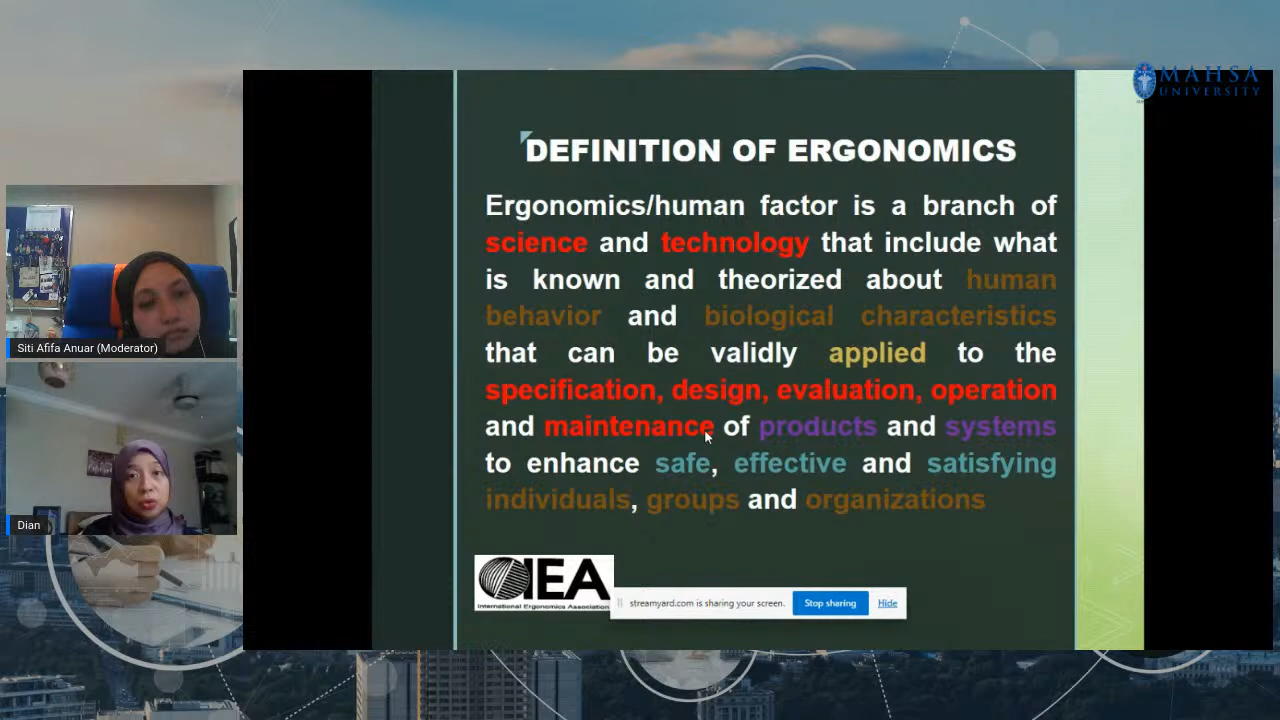 MAHSA
UNIVERSITY
DEFINITION OF ERGONOMICS
Ergonomics/human factor is a branch of
science and technology that include what
is known and theorized about human
behavior and biological characteristics
that can be validly applied to the
specification, design, evaluation, operation
and maintenance of products and systems
to enhance safe, effective and satisfying
individuals, groups and organizations
Siti Afifa Anuar (Moderator)
Dian
IEA
International Ergonomics Association
streamyard.com is sharing your screen.
Stop sharing
Hide